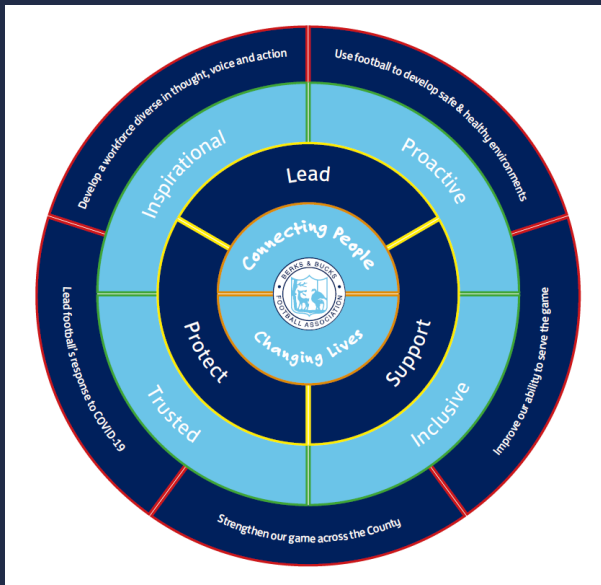 Develop a workforce diverse in thought, voice and action
Use football to develop safe & healthy environments
Improve our ability to serve the game
Strengthen our game across the County
Lead football's response to COVID-19
Inspirational
Proactive
Inclusive
Trusted
Lead
Support
Protect
Connecting People
BERKS & BUCKS
FOOTBALL ASSOCIATION
Changing Lives